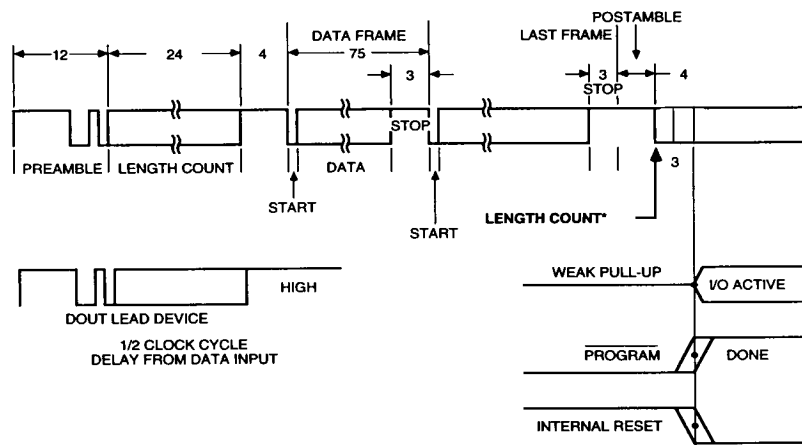 POSTAMBLE
DATA FRAME
LAST FRAME
12
24
4
75
3
3
4
STOP
STOP
PREAMBLE
LENGTH COUNT
DATA
3
START
START
LENGTH COUNT*
HIGH
WEAK PULL-UP
I/O ACTIVE
DOUT LEAD DEVICE
1/2 CLOCK CYCLE
DELAY FROM DATA INPUT
PROGRAM
DONE
INTERNAL RESET